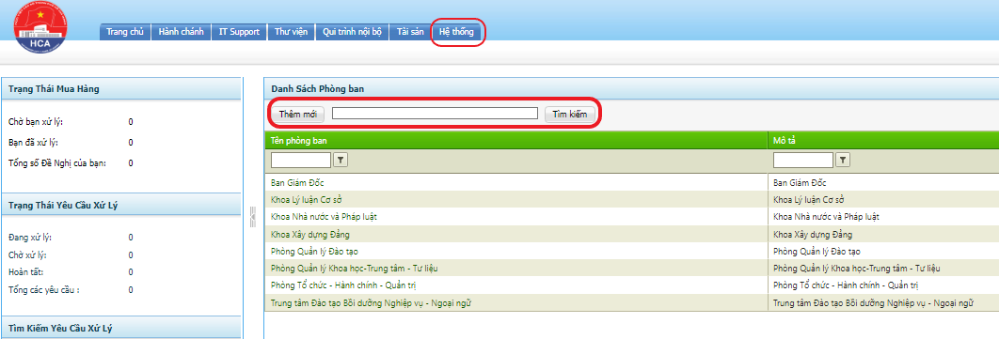 HCA
Trang chủ Hành chánh IT Support Thư viện Qui trình nội bộ Tài sản Hệ thống
Trạng Thái Mua Hàng
Chờ bạn xử lý: 0
Bạn đã xử lý: 0
Tổng số Đề Nghị của bạn: 0
Trạng Thái Yêu Cầu Xử Lý
Đang xử lý: 0
Chờ xử lý: 0
Hoàn tất: 0
Tổng các yêu cầu : 0
Tìm Kiếm Yêu Cầu Xử Lý
Danh Sách Phòng ban
Thêm mới Tìm kiếm
Tên phòng ban Mô tả
Ban Giám Đốc Ban Giám Đốc
Khoa Lý luận Cơ sở Khoa Lý luận Cơ sở
Khoa Nhà nước và Pháp luật Khoa Nhà nước và Pháp luật
Khoa Xây dựng Đảng Khoa Xây dựng Đảng
Phòng Quản lý Đào tạo Phòng Quản lý Đào tạo
Phòng Quản lý Khoa học-Trung tâm - Tư liệu Phòng Quản lý Khoa học-Trung tâm - Tư liệu
Phòng Tổ chức - Hành chính - Quản trị Phòng Tổ chức - Hành chính - Quản trị
Trung tâm Đào tạo Bồi dưỡng Nghiệp vụ - Ngoại ngữ Trung tâm Đào tạo Bồi dưỡng Nghiệp vụ - Ngoại ngữ